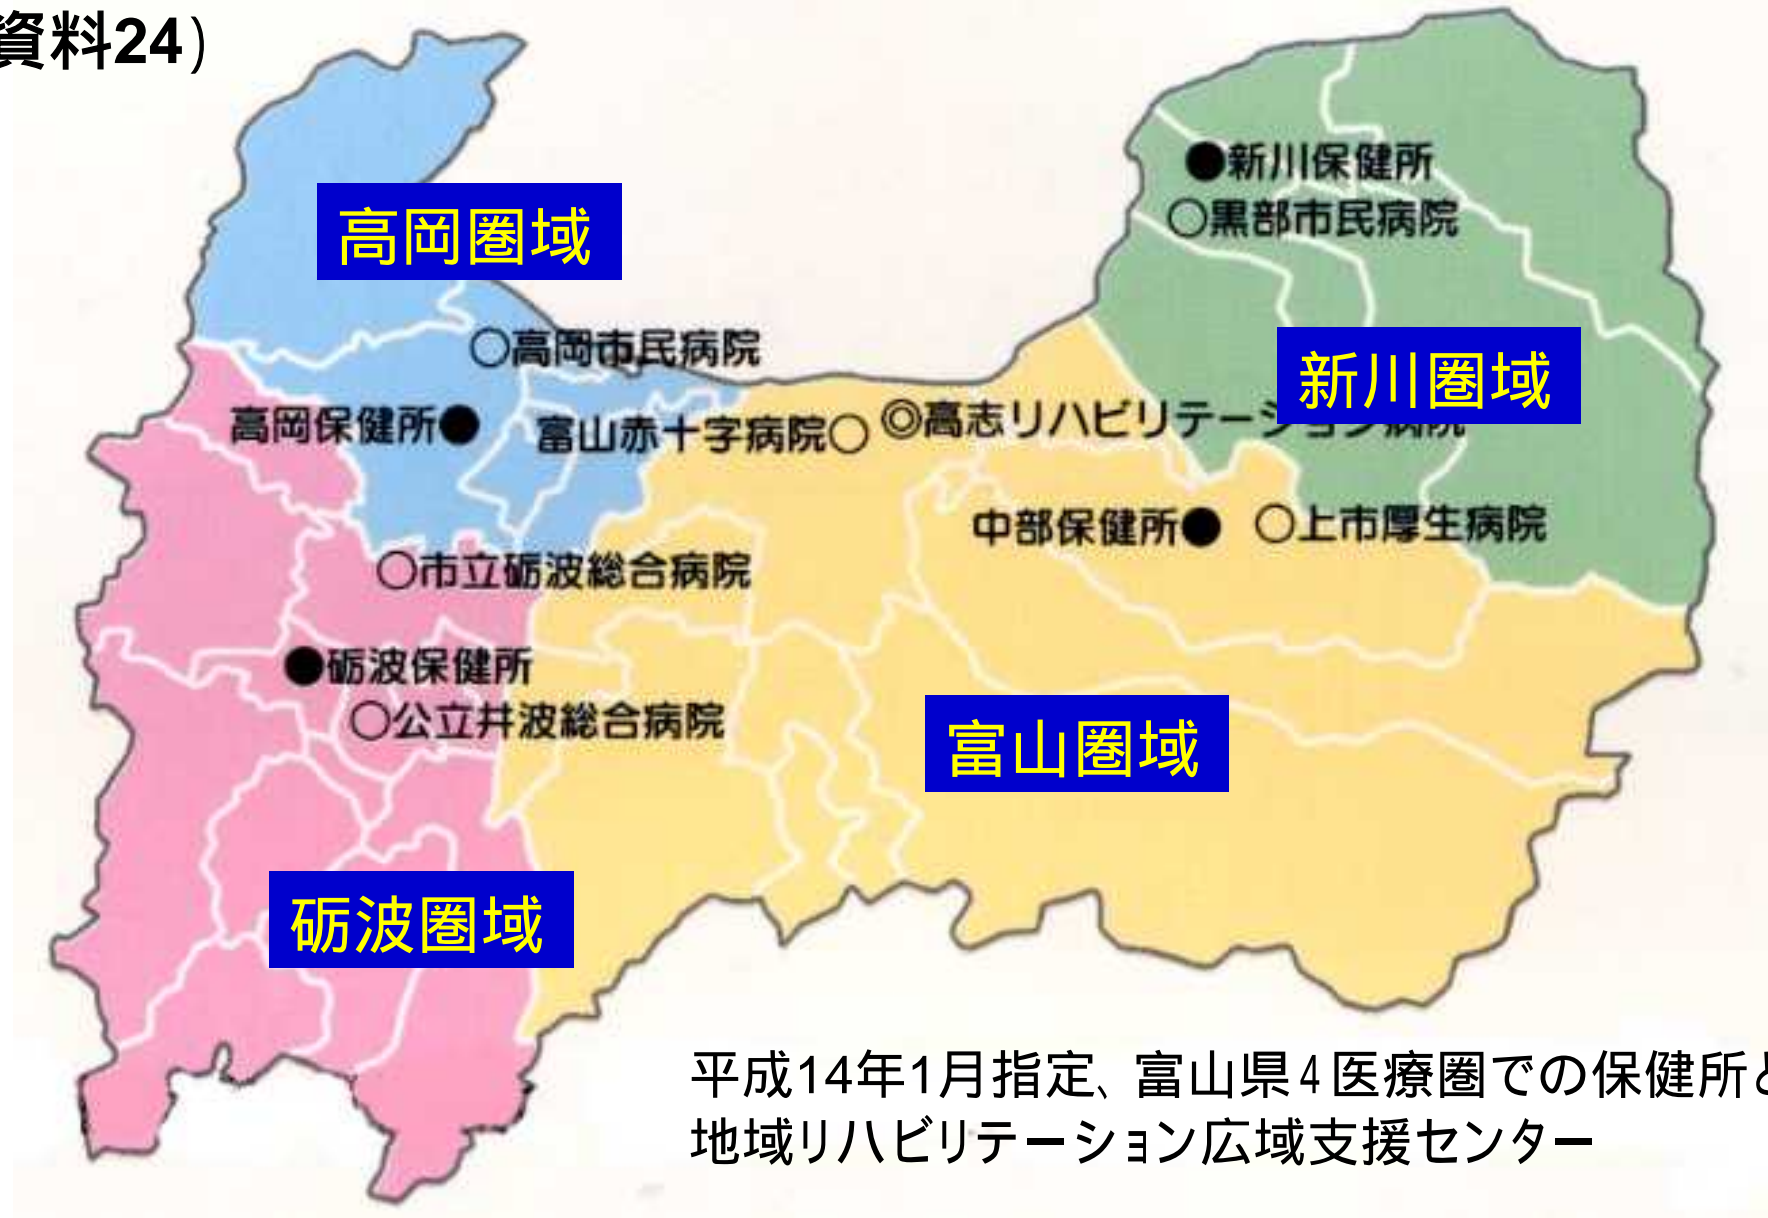 資料24)
●新川保健所
○黒部市民病院
高岡圏域
○高岡市民病院
新川圏域
高岡保健所●
富山赤十字病院○
◎高志リハビリテーション病院
中部保健所●
○上市厚生病院
○市立砺波総合病院
●砺波保健所
○公立井波総合病院
富山圏域
砺波圏域
平成14年1月指定、富山県4医療圏での保健所と
地域リハビリテーション広域支援センター